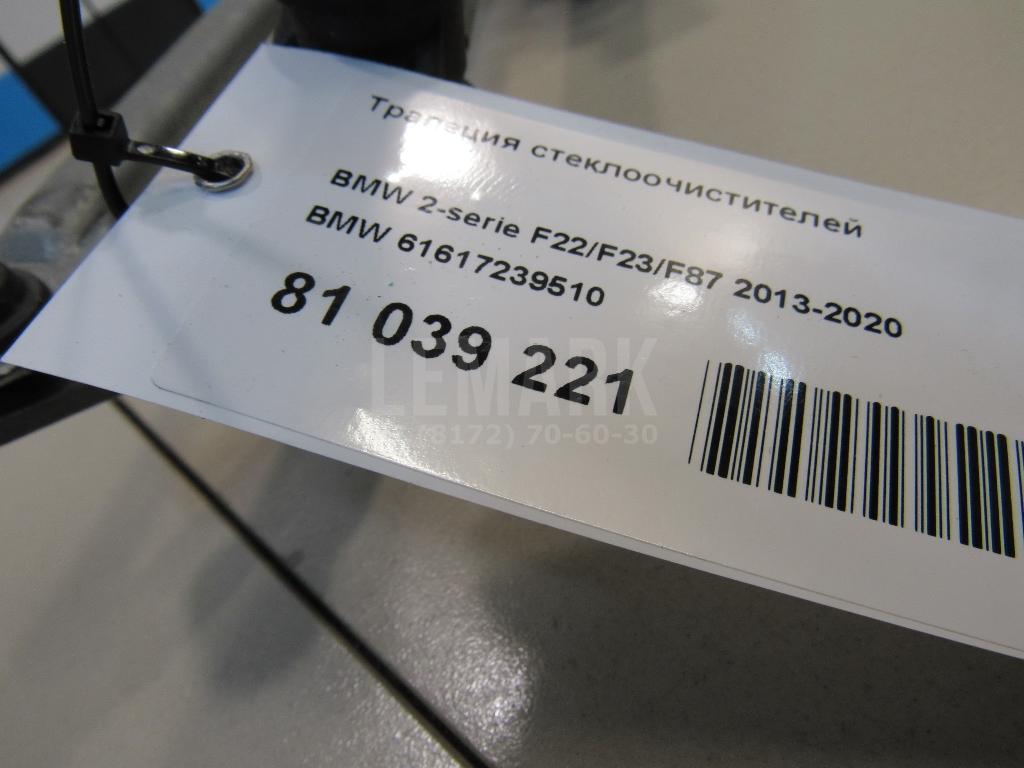 Трапеция стеклоочистителей
BMW 2-serie F22/F23/F87 2013-2020
BMW 61617239510
81 039 221
LEMARK
(8172) 70-60-30